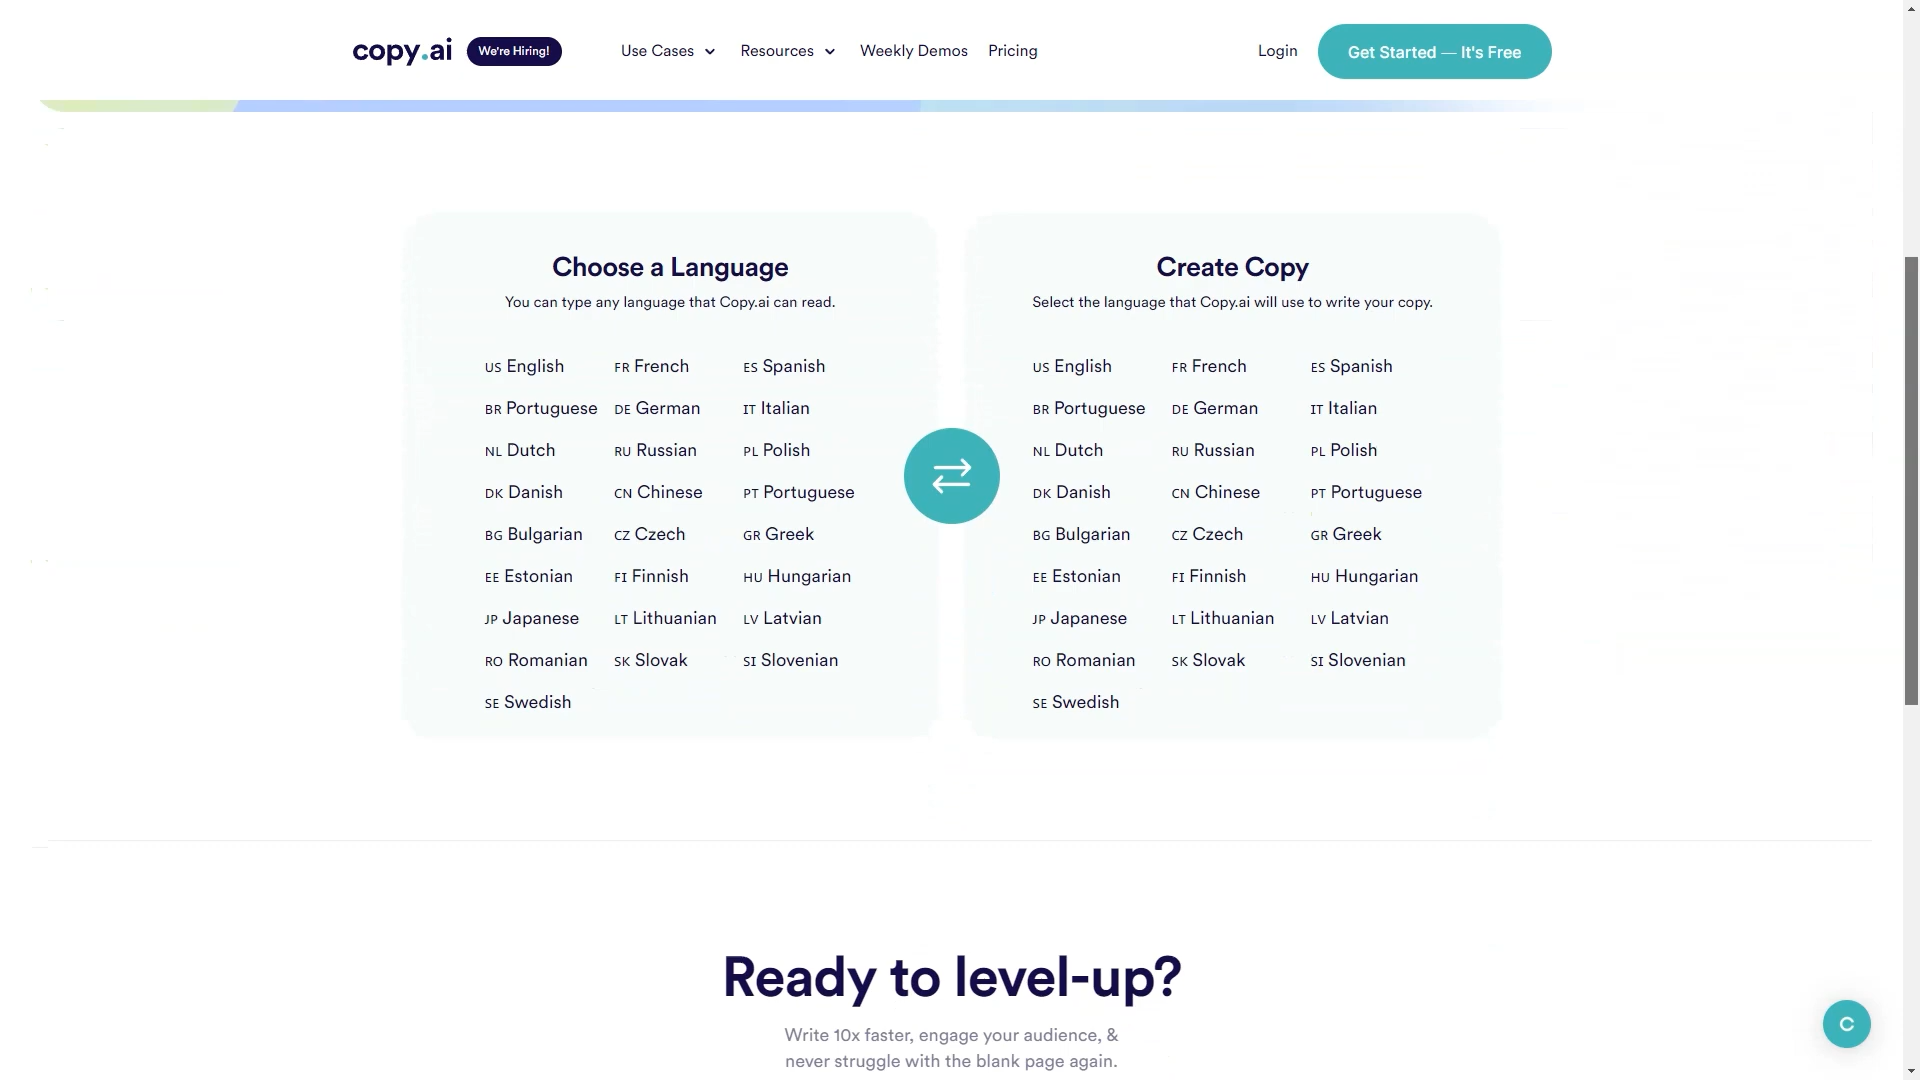 copy.ai We're Hiring! Use Cases Resources Weekly Demos Pricing Login Get Started — It's Free
Choose a Language
You can type any language that Copy.ai can read.
US English FR French ES Spanish
BR Portuguese DE German IT Italian
NL Dutch RU Russian PL Polish
DK Danish CN Chinese PT Portuguese
BG Bulgarian CZ Czech GR Greek
EE Estonian FI Finnish HU Hungarian
JP Japanese LT Lithuanian LV Latvian
RO Romanian SK Slovak SI Slovenian
SE Swedish
Create Copy
Select the language that Copy.ai will use to write your copy.
US English FR French ES Spanish
BR Portuguese DE German IT Italian
NL Dutch RU Russian PL Polish
DK Danish CN Chinese PT Portuguese
BG Bulgarian CZ Czech GR Greek
EE Estonian FI Finnish HU Hungarian
JP Japanese LT Lithuanian LV Latvian
RO Romanian SK Slovak SI Slovenian
SE Swedish
Ready to level-up?
Write 10x faster, engage your audience, &
never struggle with the blank page again.
C